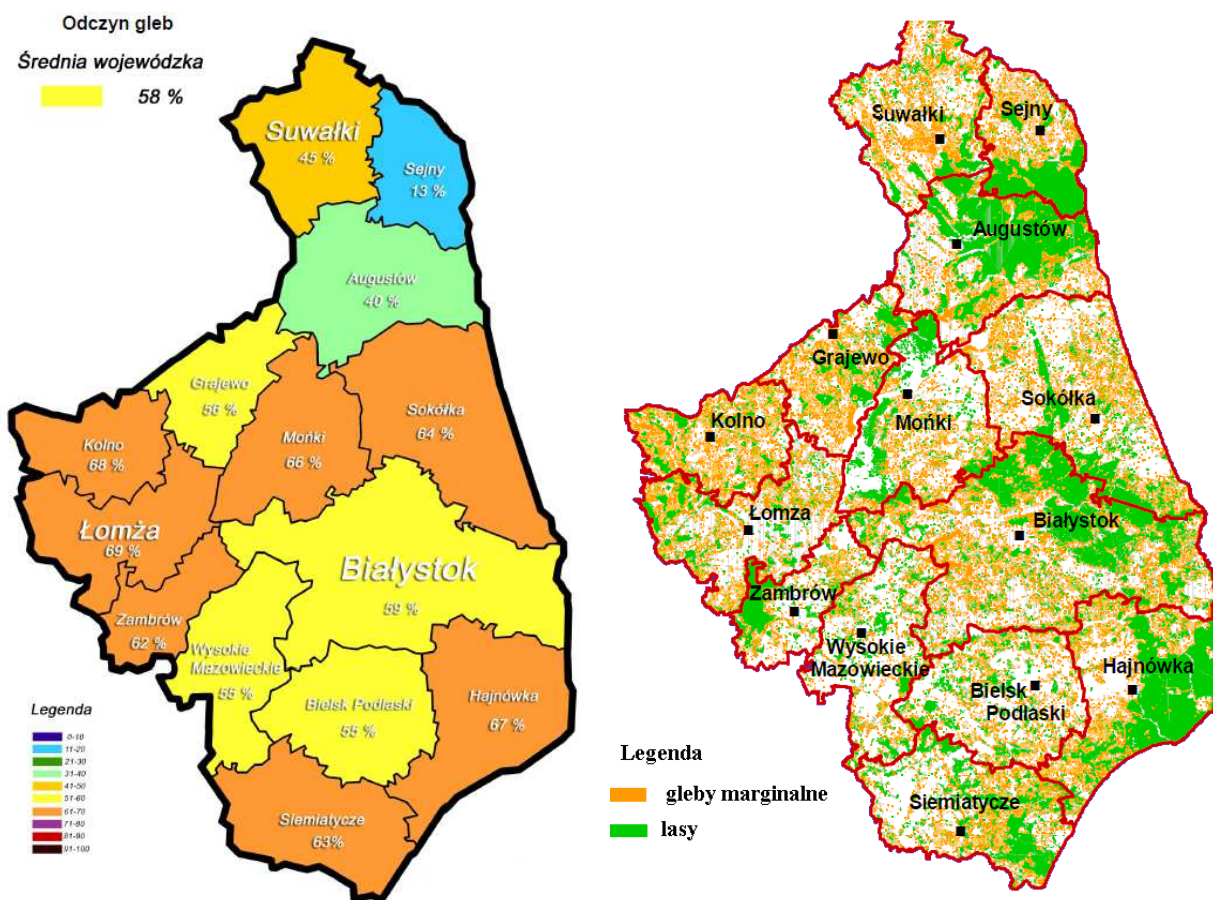 Odczyn gleb
Średnia wojewódzka
58 %
Suwałki
45 %
Sejny
13 %
Augustów
40 %
Grajewo
56 %
Kolno
68 %
Mońki
66 %
Sokółka
64 %
Łomża
69 %
Białystok
59 %
Zambrów
62 %
Wysokie
Mazowieckie
55 %
Bielsk Podlaski
55 %
Hajnówka
67 %
Siemiatycze
63%
Legenda
0-10
11-20
21-30
31-40
41-50
51-60
61-70
71-80
81-90
91-100
Suwałki
Sejny
Augustów
Grajewo
Kolno
Mońki
Sokółka
Łomza
Białystok
Zambrów
Wysokie
Mazowieckie
Bielsk
Podlaski
Hajnówka
Siemiatycze
Legenda
gleby marginalne
lasy